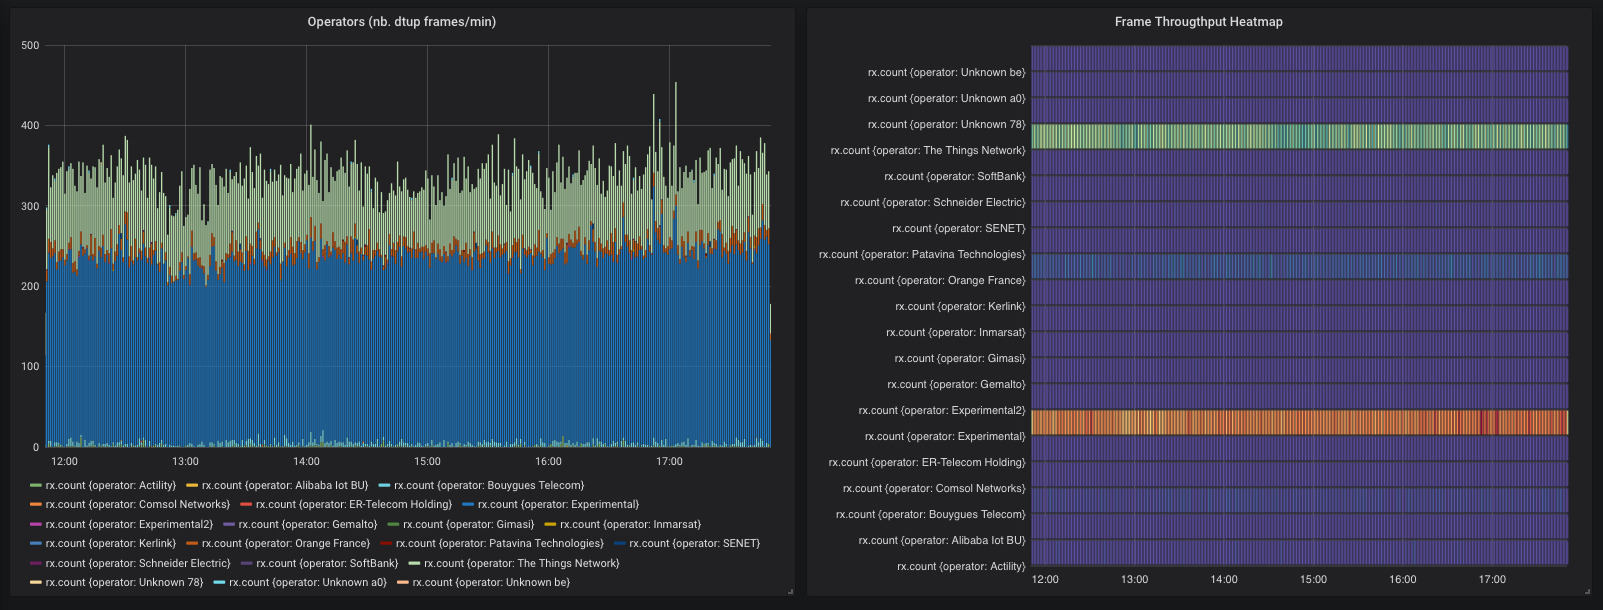 Operators (nb. dtup frames/min)
500
400
300
200
100
0
12:00 13:00 14:00 15:00 16:00 17:00
rx.count {operator: Actility} rx.count {operator: Alibaba Iot BU} rx.count {operator: Bouygues Telecom}
rx.count {operator: Comsol Networks} rx.count {operator: ER-Telecom Holding} rx.count {operator: Experimental}
rx.count {operator: Experimental2} rx.count {operator: Gemalto} rx.count {operator: Gimasi} rx.count {operator: Inmarsat}
rx.count {operator: Kerlink} rx.count {operator: Orange France} rx.count {operator: Patavina Technologies} rx.count {operator: SENET}
rx.count {operator: Schneider Electric} rx.count {operator: SoftBank} rx.count {operator: The Things Network}
rx.count {operator: Unknown 78} rx.count {operator: Unknown a0} rx.count {operator: Unknown be}
Frame Througthput Heatmap
rx.count {operator: Unknown be}
rx.count {operator: Unknown a0}
rx.count {operator: Unknown 78}
rx.count {operator: The Things Network}
rx.count {operator: SoftBank}
rx.count {operator: Schneider Electric}
rx.count {operator: SENET}
rx.count {operator: Patavina Technologies}
rx.count {operator: Orange France}
rx.count {operator: Kerlink}
rx.count {operator: Inmarsat}
rx.count {operator: Gimasi}
rx.count {operator: Gemalto}
rx.count {operator: Experimental2}
rx.count {operator: Experimental}
rx.count {operator: ER-Telecom Holding}
rx.count {operator: Comsol Networks}
rx.count {operator: Bouygues Telecom}
rx.count {operator: Alibaba Iot BU}
rx.count {operator: Actility}
12:00 13:00 14:00 15:00 16:00 17:00